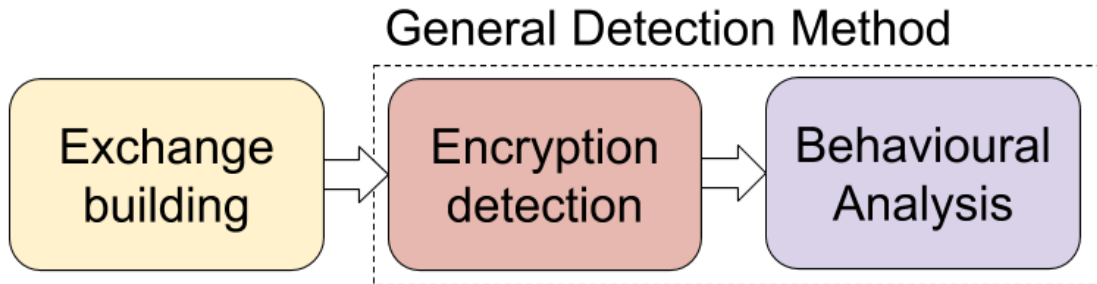 General Detection Method
Exchange
building
Encryption
detection
Behavioural
Analysis